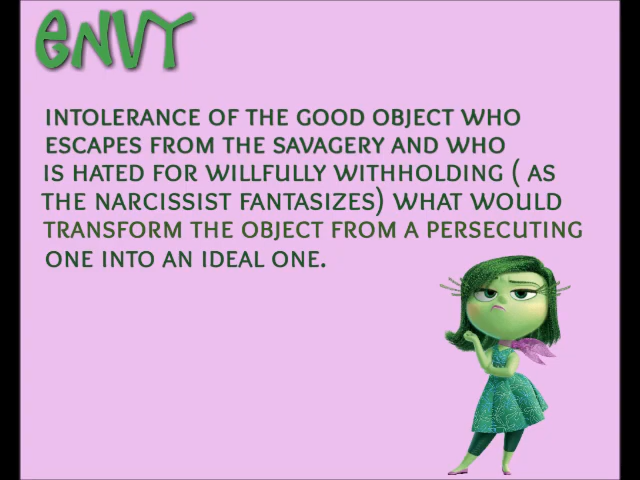 ENVY
INTOLERANCE OF THE GOOD OBJECT WHO
ESCAPES FROM THE SAVAGERY AND WHO
IS HATED FOR WILLFULLY WITHHOLDING ( AS
THE NARCISSIST FANTASIZES) WHAT WOULD
TRANSFORM THE OBJECT FROM A PERSECUTING
ONE INTO AN IDEAL ONE.